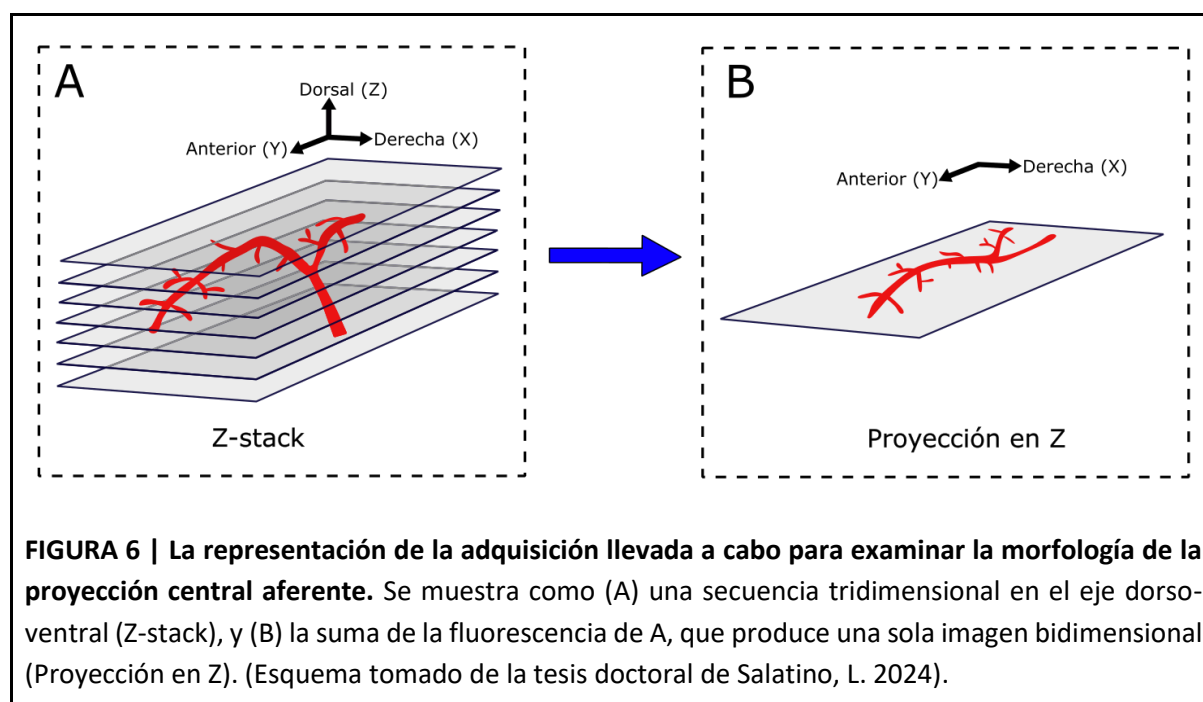 A
Dorsal (Z)
Derecha (X)
Anterior (Y)
Z-stack
B
Derecha (X)
Anterior (Y)
Proyección en Z
FIGURA 6 | La representación de la adquisición llevada a cabo para examinar la morfología de la
proyección central aferente. Se muestra como (A) una secuencia tridimensional en el eje dorso-
ventral (Z-stack), y (B) la suma de la fluorescencia de A, que produce una sola imagen bidimensional
(Proyección en Z). (Esquema tomado de la tesis doctoral de Salatino, L. 2024).